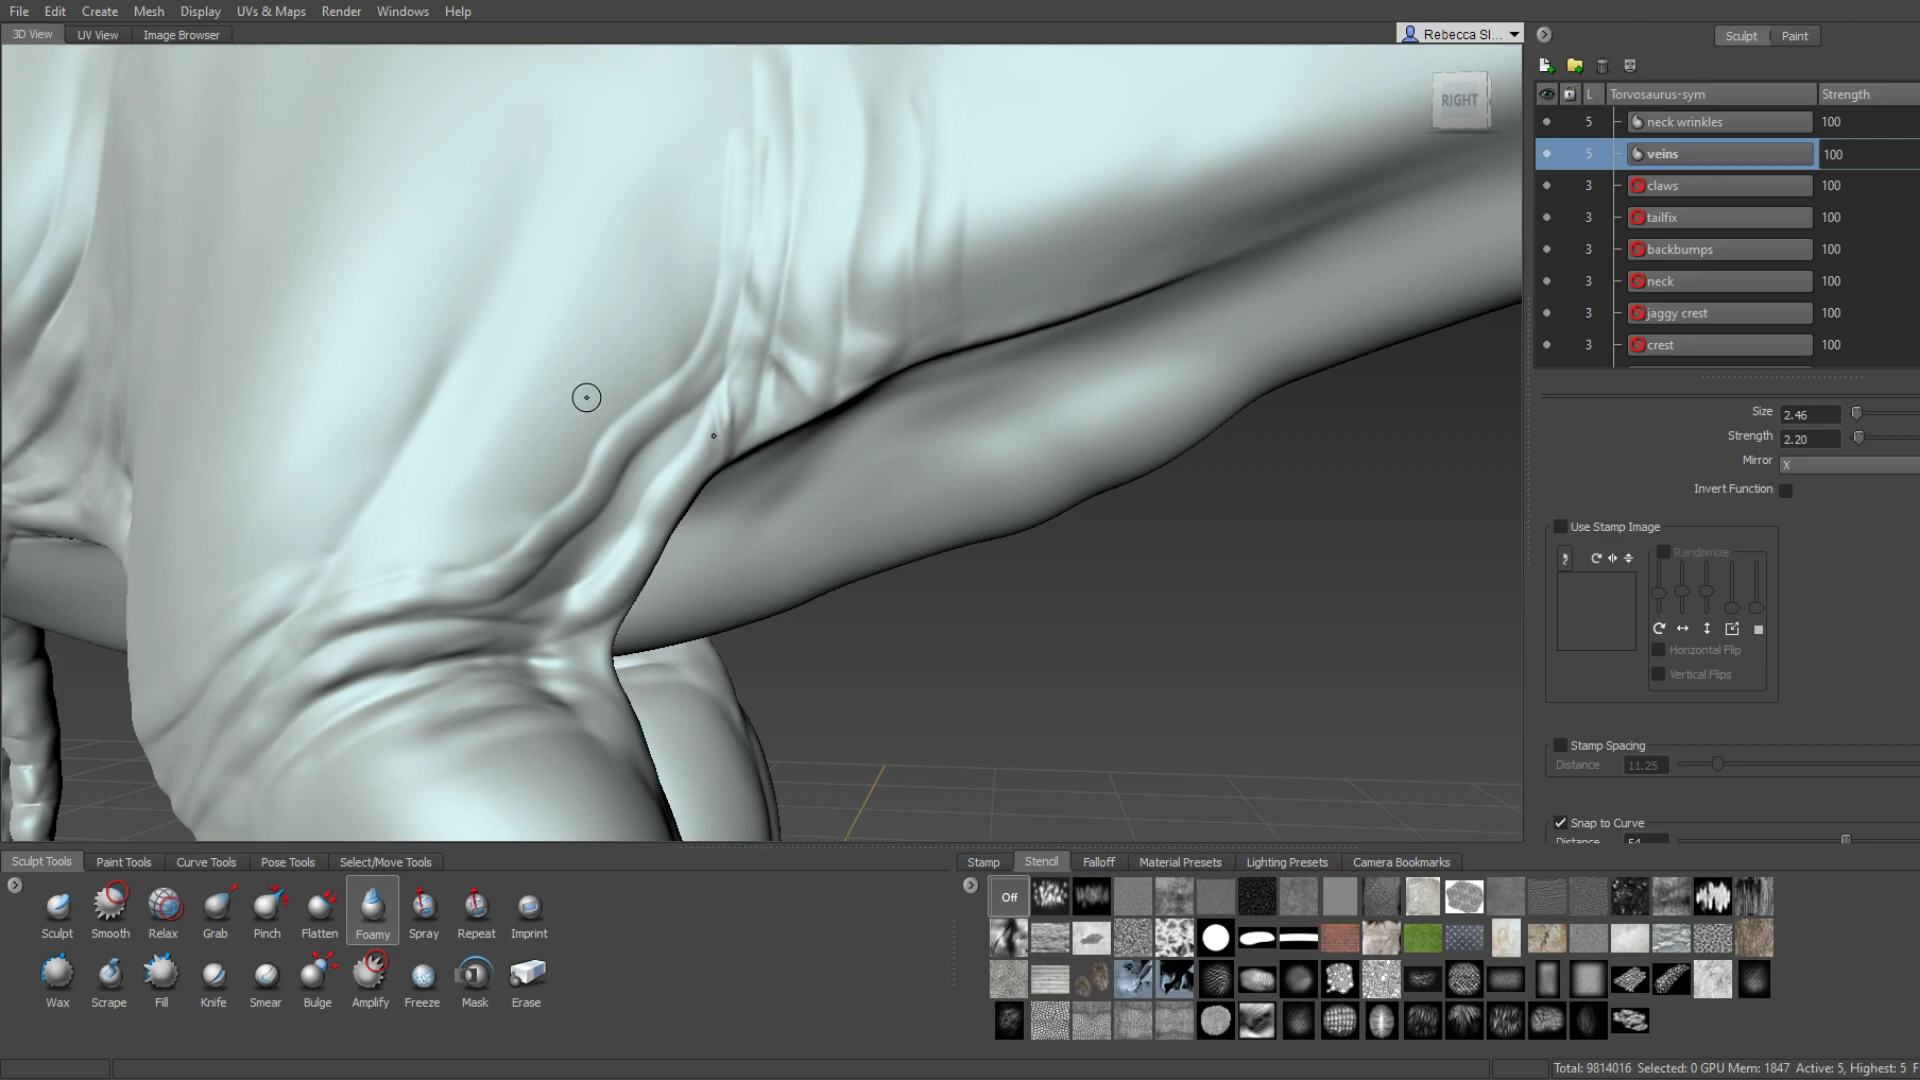 File Edit Create Mesh Display UVs & Maps Render Windows Help
3D View UV View Image Browser
Rebecca Sl...
Sculpt Paint
RIGHT
L Torvosaurus-sym Strength
5 neck wrinkles 100
5 veins 100
3 claws 100
3 tailfix 100
3 backbumps 100
3 neck 100
3 jaggy crest 100
3 crest 100
Size 2.46
Strength 2.20
Mirror X
Invert Function
Use Stamp Image
Randomize
Horizontal Flip
Vertical Flips
Stamp Spacing
Distance 11.25
Snap to Curve
Distance 54
Sculpt Tools Paint Tools Curve Tools Pose Tools Select/Move Tools
Stamp Stencil Falloff Material Presets Lighting Presets Camera Bookmarks
Off
Sculpt Smooth Relax Grab Pinch Flatten Foamy Spray Repeat Imprint
Wax Scrape Fill Knife Smear Bulge Amplify Freeze Mask Erase
Total: 9814016 Selected: 0 GPU Mem: 1847 Active: 5, Highest: 5 F